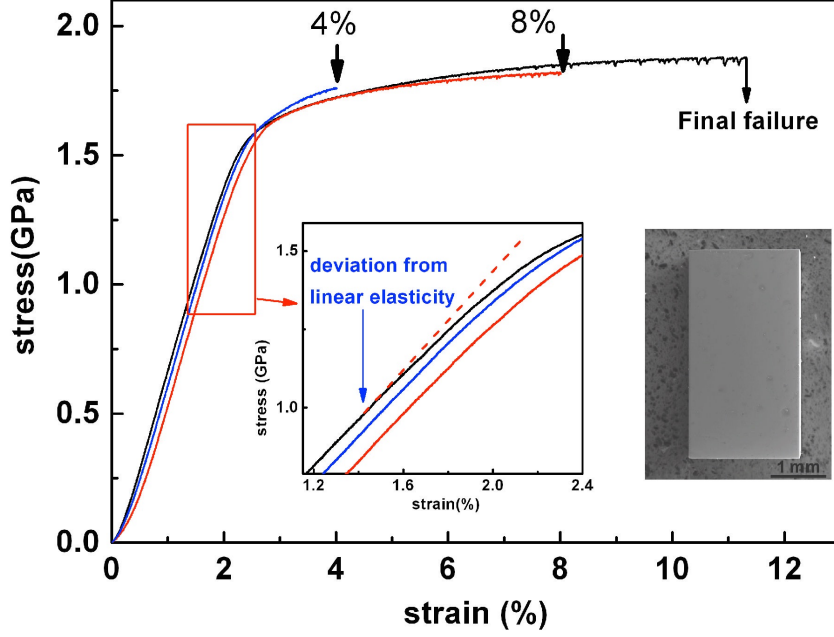 4%
8%
2.0
1.5
1.0
0.5
0.0
stress(GPa)
Final failure
deviation from
linear elasticity
1.5
1.0
stress (GPa)
1.2
1.6
2.0
2.4
strain(%)
1 mm
0
2
4
6
8
10
12
strain (%)